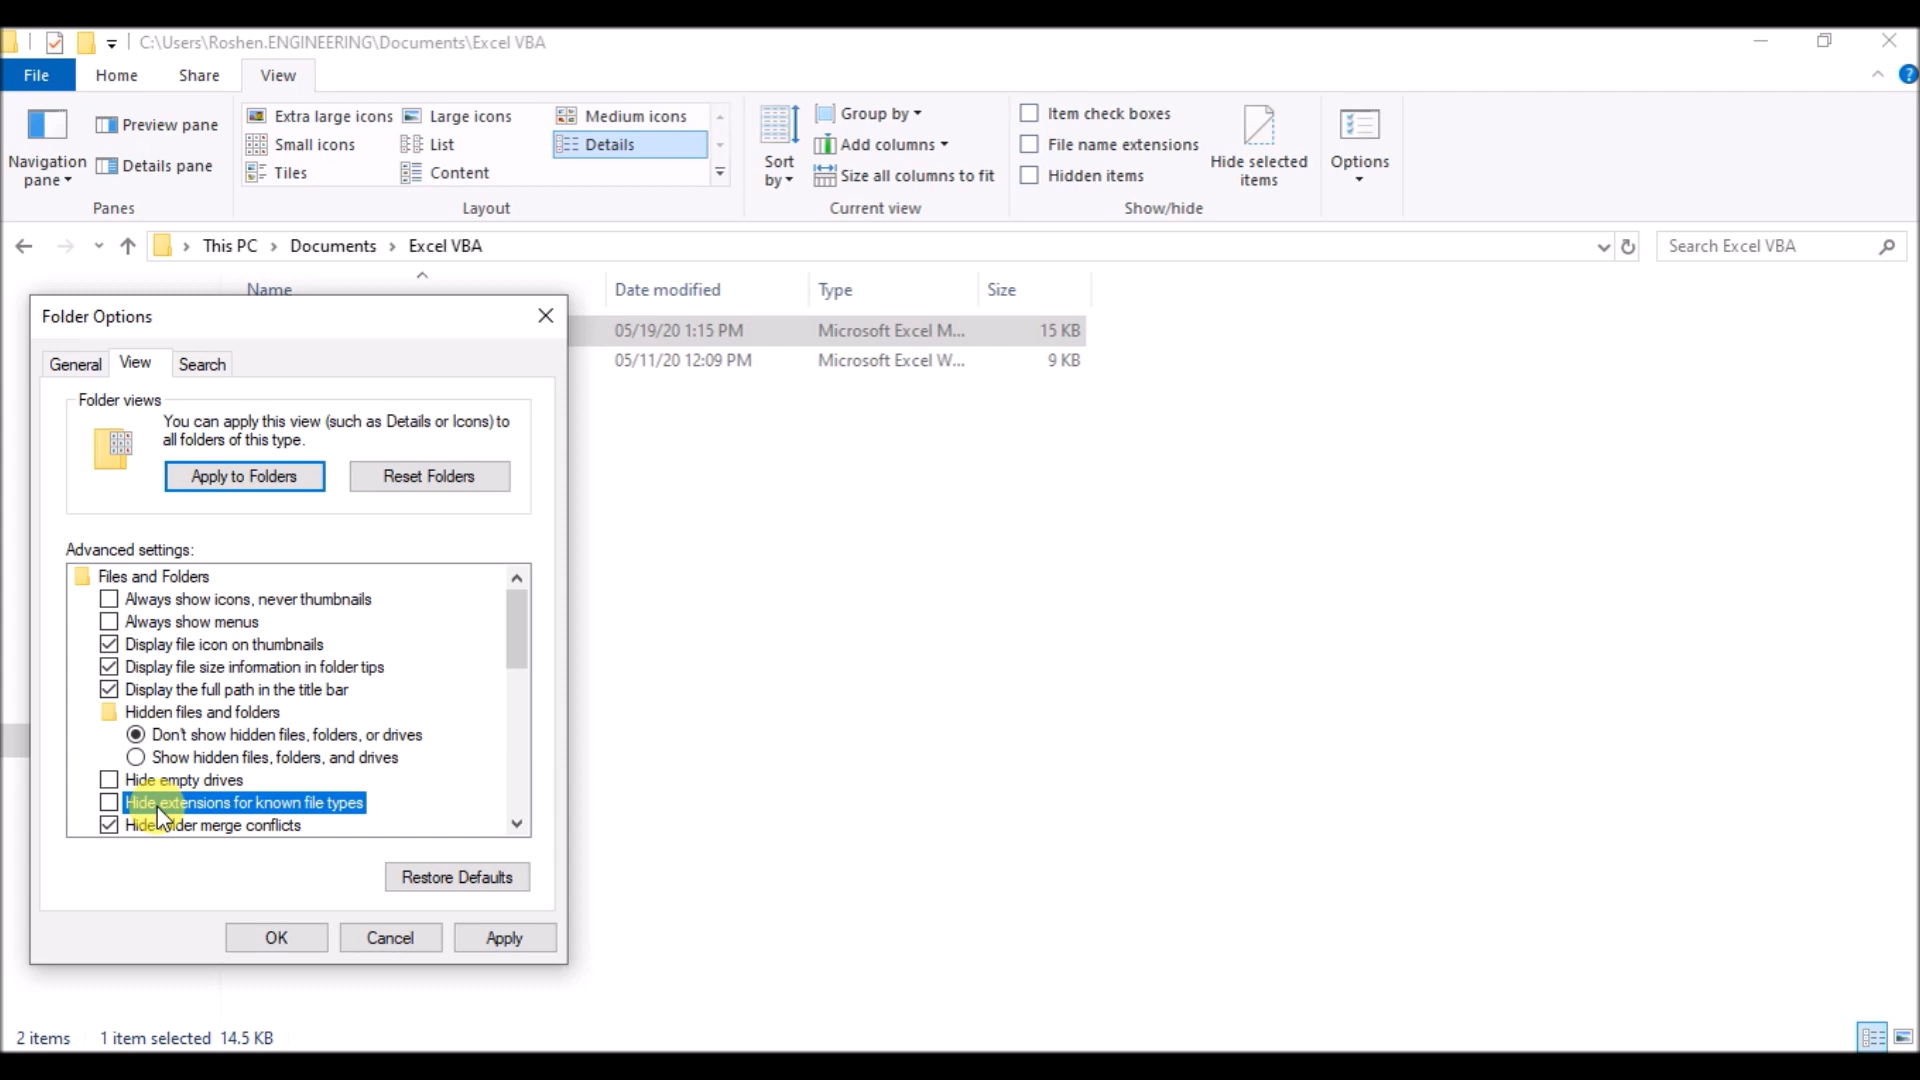 C:\Users\Roshen.ENGINEERING\Documents\Excel VBA
File Home Share View
Navigation pane
Preview pane
Details pane
Panes
Extra large icons Large icons Medium icons
Small icons List Details
Tiles Content
Layout
Sort by
Group by
Add columns
Size all columns to fit
Current view
Item check boxes
File name extensions
Hidden items
Hide selected items
Show/hide
Options
This PC > Documents > Excel VBA
Search Excel VBA
Name Date modified Type Size
05/19/20 1:15 PM Microsoft Excel M... 15 KB
05/11/20 12:09 PM Microsoft Excel W... 9 KB
Folder Options
General View Search
Folder views
You can apply this view (such as Details or Icons) to
all folders of this type.
Apply to Folders Reset Folders
Advanced settings:
Files and Folders
Always show icons, never thumbnails
Always show menus
Display file icon on thumbnails
Display file size information in folder tips
Display the full path in the title bar
Hidden files and folders
Don't show hidden files, folders, or drives
Show hidden files, folders, and drives
Hide empty drives
Hide extensions for known file types
Hide folder merge conflicts
Restore Defaults
OK Cancel Apply
2 items 1 item selected 14.5 KB